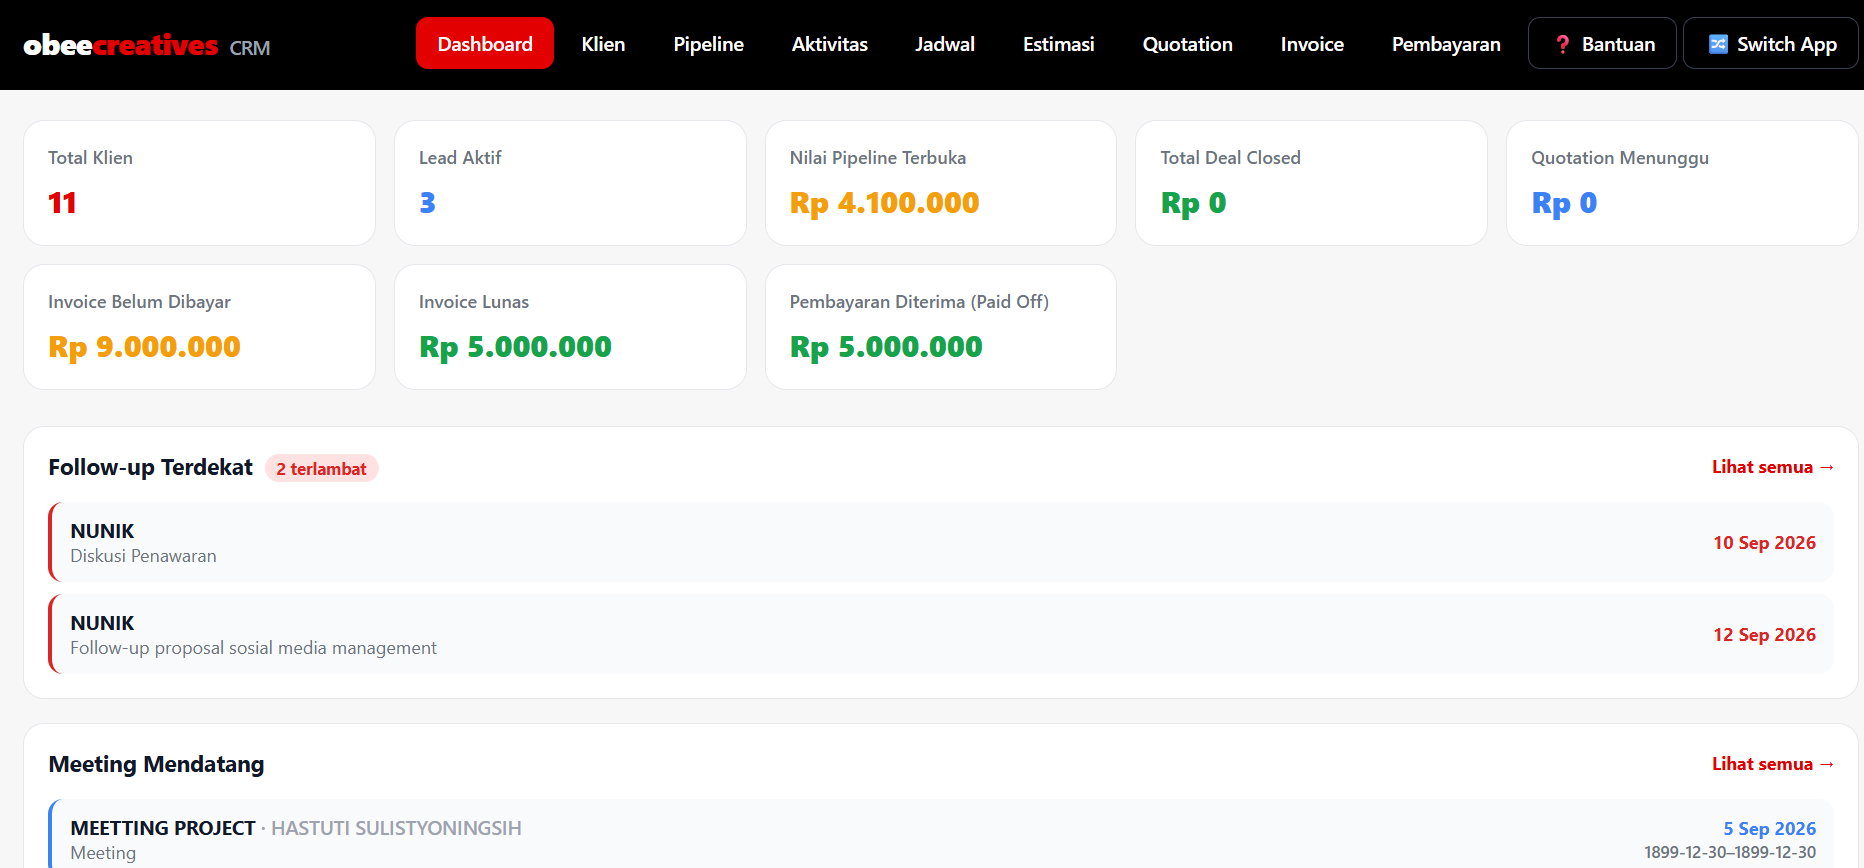 obeecreatives CRM
Dashboard
Klien
Pipeline
Aktivitas
Jadwal
Estimasi
Quotation
Invoice
Pembayaran
❓ Bantuan
🔀 Switch App
Total Klien
11
Lead Aktif
3
Nilai Pipeline Terbuka
Rp 4.100.000
Total Deal Closed
Rp 0
Quotation Menunggu
Rp 0
Invoice Belum Dibayar
Rp 9.000.000
Invoice Lunas
Rp 5.000.000
Pembayaran Diterima (Paid Off)
Rp 5.000.000
Follow-up Terdekat
2 terlambat
Lihat semua →
NUNIK
Diskusi Penawaran
10 Sep 2026
NUNIK
Follow-up proposal sosial media management
12 Sep 2026
Meeting Mendatang
Lihat semua →
MEETTING PROJECT · HASTUTI SULISTYONINGSIH
Meeting
5 Sep 2026
1899-12-30–1899-12-30